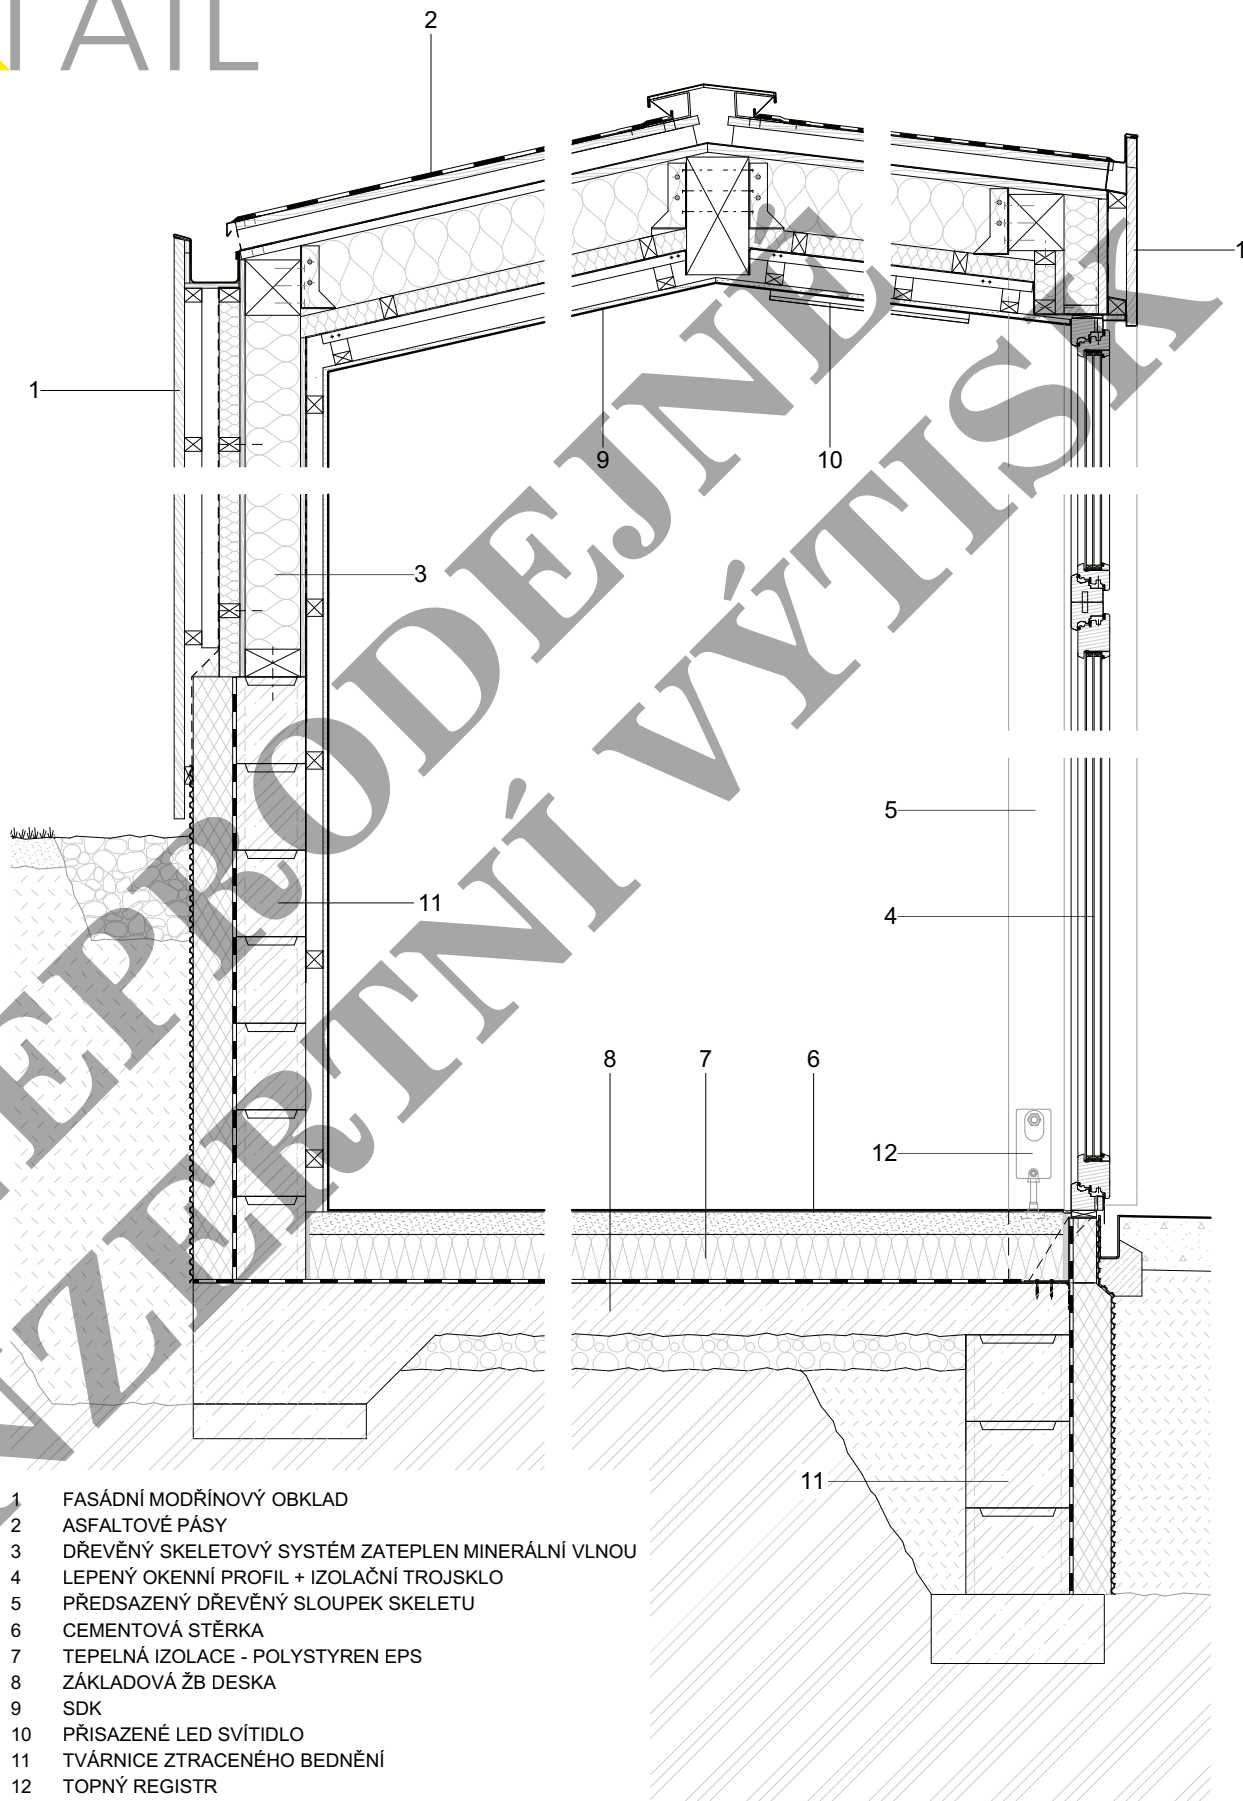 TAIL
2
1
1
9
10
3
5
11
4
8
7
6
12
11
NEPRODEJNÉ
INZERTNÍ VÝTISK
1 FASÁDNÍ MODŘÍNOVÝ OBKLAD
2 ASFALTOVÉ PÁSY
3 DŘEVĚNÝ SKELETOVÝ SYSTÉM ZATEPLEN MINERÁLNÍ VLNOU
4 LEPENÝ OKENNÍ PROFIL + IZOLAČNÍ TROJSKLO
5 PŘEDSAZENÝ DŘEVĚNÝ SLOUPEK SKELETU
6 CEMENTOVÁ STĚRKA
7 TEPELNÁ IZOLACE - POLYSTYREN EPS
8 ZÁKLADOVÁ ŽB DESKA
9 SDK
10 PŘISAZENÉ LED SVÍTIDLO
11 TVÁRNICE ZTRACENÉHO BEDNĚNÍ
12 TOPNÝ REGISTR